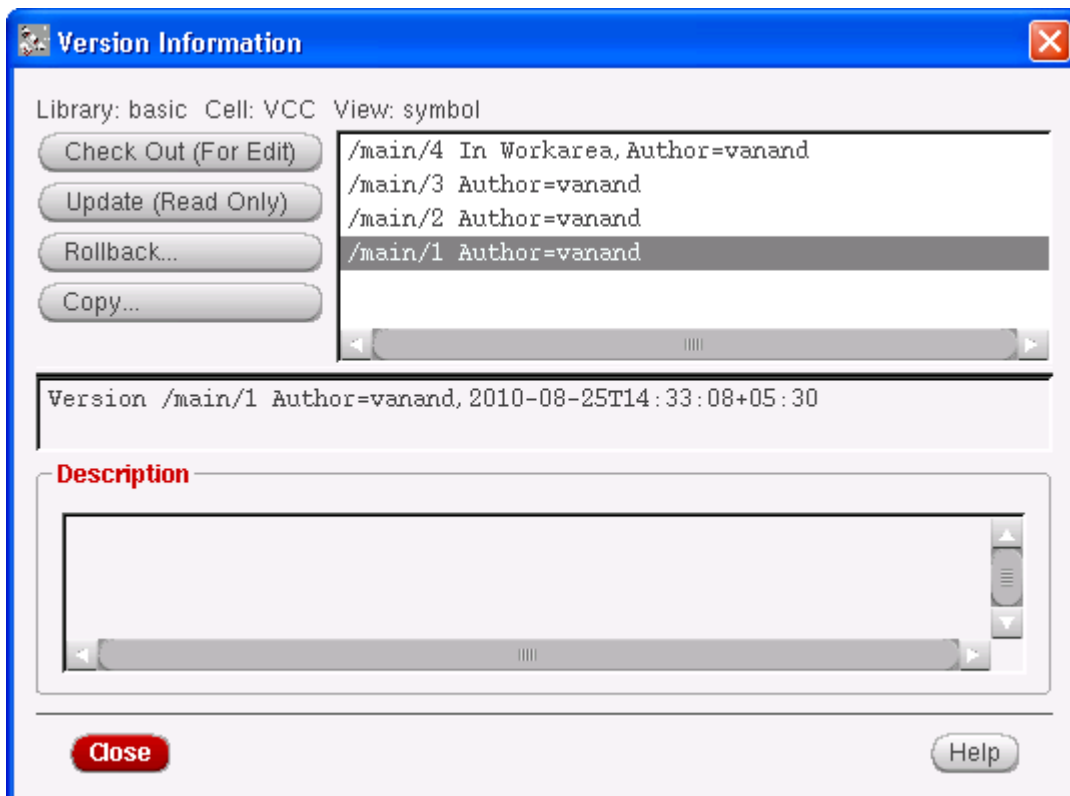 Version Information
Library: basic Cell: VCC View: symbol
Check Out (For Edit)
Update (Read Only)
Rollback...
Copy...
/main/4 In Workarea, Author=vanand
/main/3 Author=vanand
/main/2 Author=vanand
/main/1 Author=vanand
Version /main/1 Author=vanand, 2010-08-25T14:33:08+05:30
Description
Close
Help